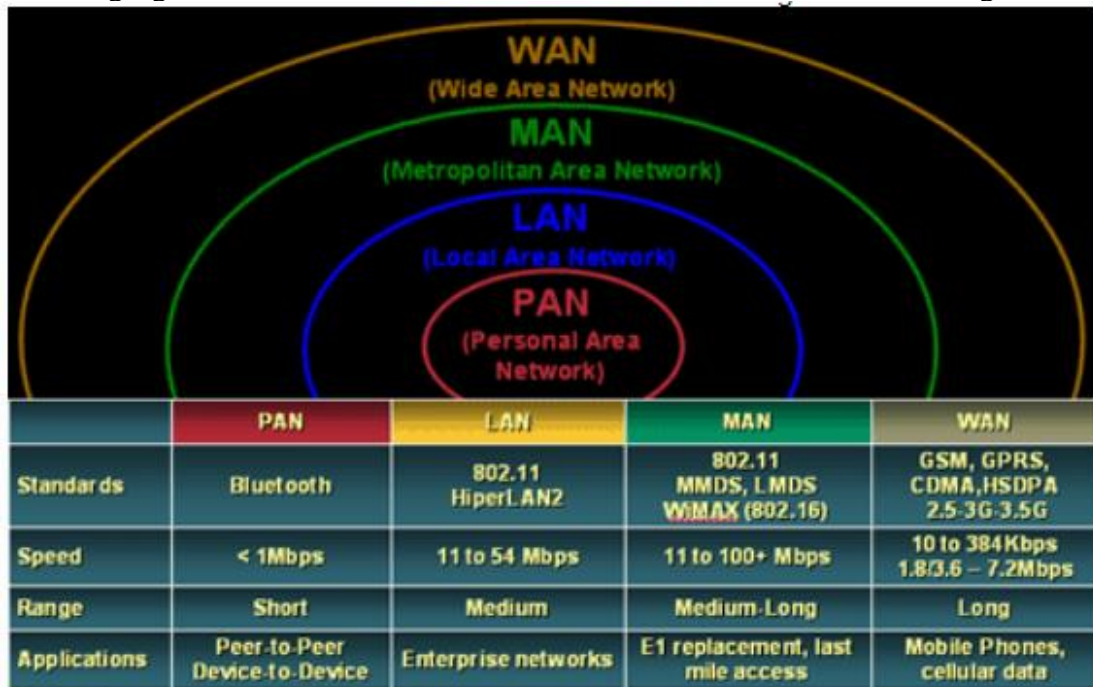 WAN
(Wide Area Network)
MAN
(Metropolitan Area Network)
LAN
(Local Area Network)
PAN
(Personal Area
Network)
PAN LAN MAN WAN
Standards Bluetooth 802.11 HiperLAN2 802.11 MMDS, LMDS WiMAX (802.16) GSM, GPRS, CDMA,HSDPA 2.5-3G-3.5G
Speed < 1Mbps 11 to 54 Mbps 11 to 100+ Mbps 10 to 384Kbps 1.8/3.6 – 7.2Mbps
Range Short Medium Medium-Long Long
Applications Peer-to-Peer Device-to-Device Enterprise networks E1 replacement, last mile access Mobile Phones, cellular data